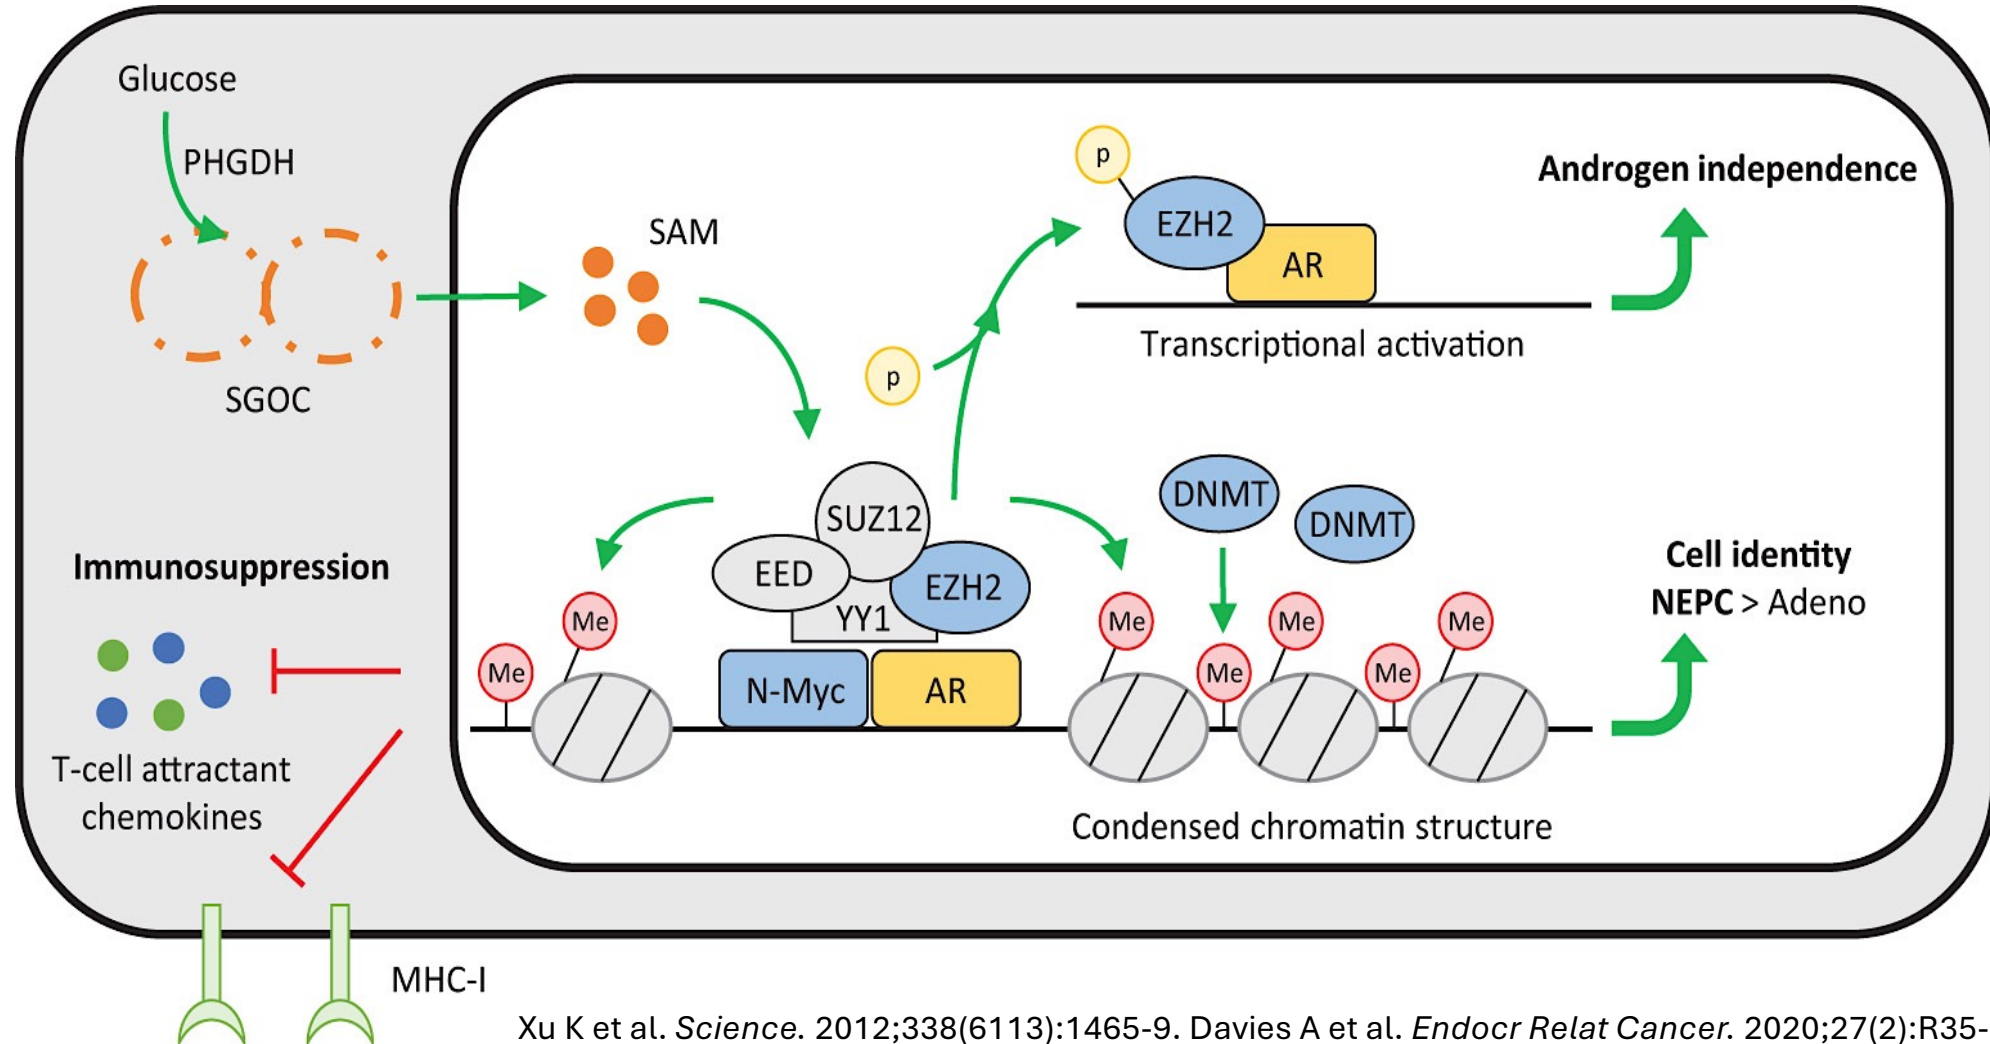 Glucose
PHGDH
SGOC
SAM
p
p
EZH2
AR
Transcriptional activation
Androgen independence
Immunosuppression
T-cell attractant
chemokines
MHC-I
SUZ12
EED
EZH2
YY1
N-Myc
AR
Me
Me
DNMT
DNMT
Me
Me
Me
Me
Me
Condensed chromatin structure
Cell identity
NEPC > Adeno
Xu K et al. Science. 2012;338(6113):1465-9. Davies A et al. Endocr Relat Cancer. 2020;27(2):R35-